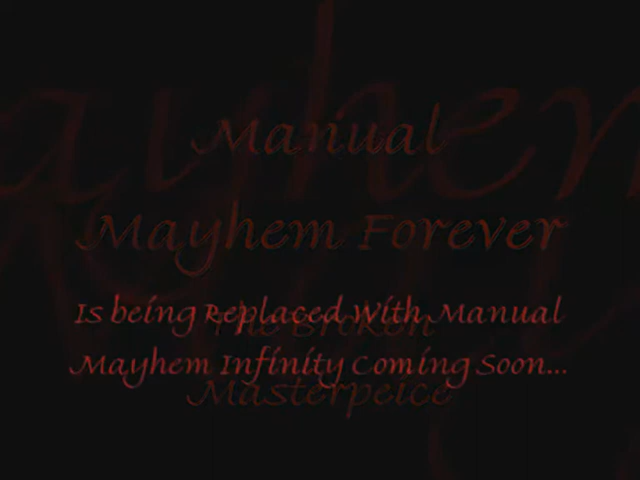 Manual
Mayhem Forever
Is being Replaced With Manual
The Broken
Mayhem Infinity Coming Soon...
Masterpeice